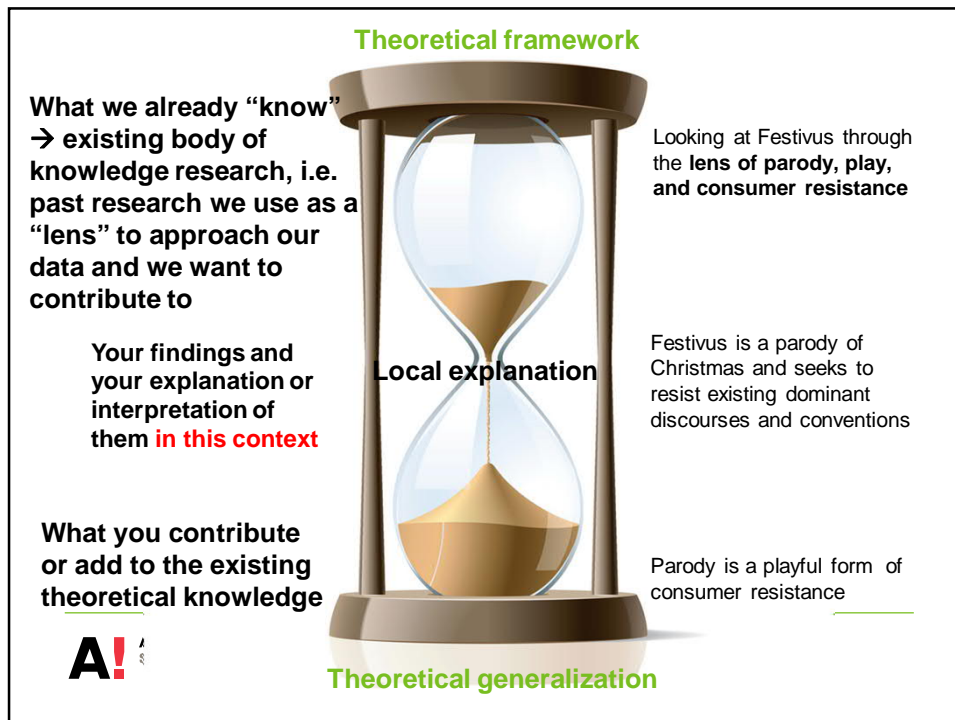 Theoretical framework
What we already “know”
→ existing body of
knowledge research, i.e.
past research we use as a
“lens” to approach our
data and we want to
contribute to
Looking at Festivus through
the lens of parody, play,
and consumer resistance
Your findings and
your explanation or
interpretation of
them in this context
Local explanation
Festivus is a parody of
Christmas and seeks to
resist existing dominant
discourses and conventions
What you contribute
or add to the existing
theoretical knowledge
Parody is a playful form of
consumer resistance
A!
Theoretical generalization